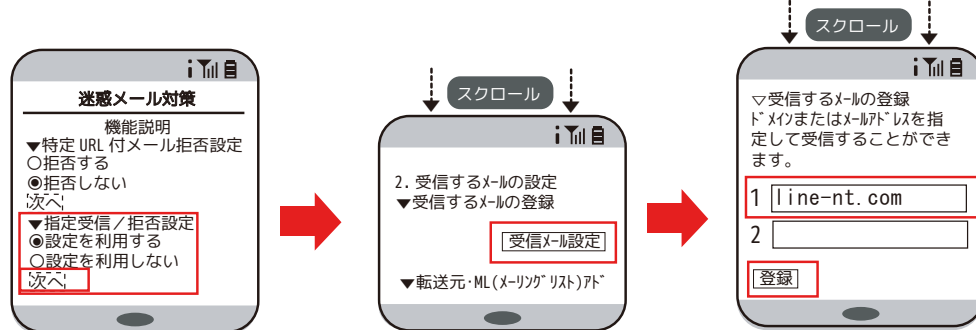 迷惑メール対策
機能説明
▼特定 URL 付メール拒否設定
○拒否する
◉拒否しない
次へ
▼指定受信/拒否設定
◉設定を利用する
○設定を利用しない
次へ
スクロール
2. 受信するﾒｰﾙの設定
▼受信するﾒｰﾙの登録
受信ﾒｰﾙ設定
▼転送元･ML(ﾒｰﾘﾝｸﾞﾘｽﾄ)ｱﾄﾞ
スクロール
▽受信するﾒｰﾙの登録
ﾄﾞﾒｲﾝまたはﾒｰﾙｱﾄﾞﾚｽを指
定して受信することができ
ます。
1 line-nt.com
2
登録